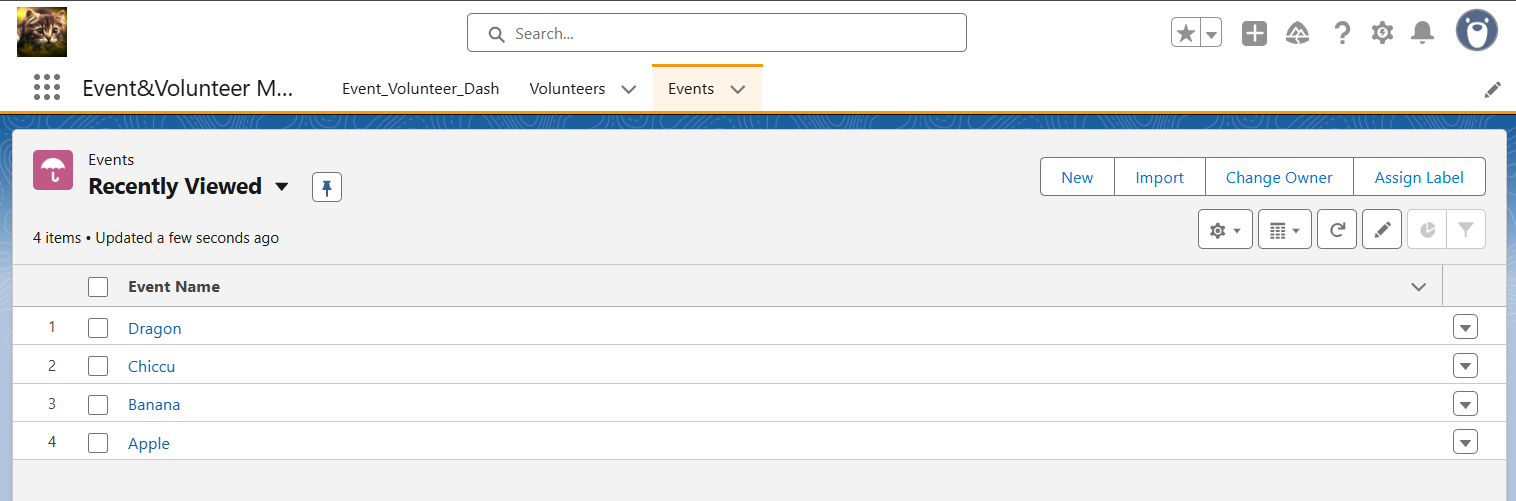 Search...
Event&Volunteer M...
Event_Volunteer_Dash
Volunteers
Events
Events
Recently Viewed
New
Import
Change Owner
Assign Label
4 items • Updated a few seconds ago
Event Name
1 Dragon
2 Chiccu
3 Banana
4 Apple